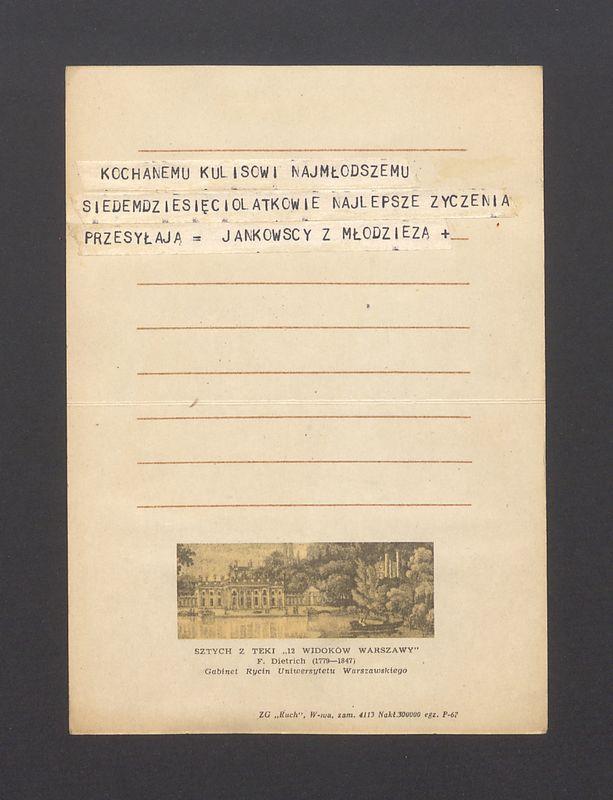 KOCHANEMU KULISOWI NAJMŁODSZEMU
SIEDEMDZIESIĘCIOLATKOWIE NAJLEPSZE ZYCZENIA
PRZESYŁAJĄ = JANKOWSCY Z MŁODZIEZĄ +
SZTYCH Z TEKI „12 WIDOKÓW WARSZAWY"
F. Dietrich (1779—1847)
Gabinet Rycin Uniwersytetu Warszawskiego
ZG „Ruch", W-wa, zam. 4113 Nakł.300000 egz. P-67